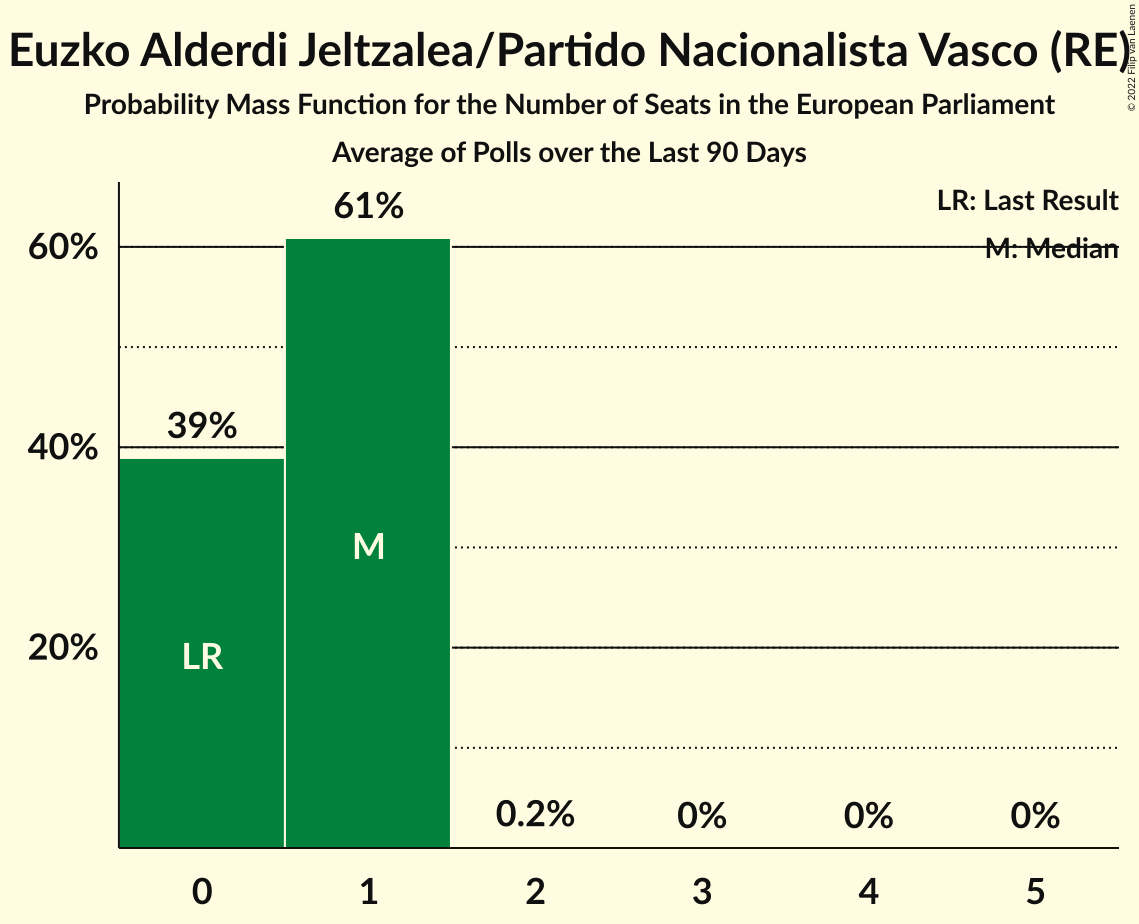 Euzko Alderdi Jeltzalea/Partido Nacionalista Vasco (RE)
© 2022 Filip van Laenen
Probability Mass Function for the Number of Seats in the European Parliament
Average of Polls over the Last 90 Days
LR: Last Result
M: Median
61%
60%
39%
40%
M
LR
20%
0.2%
0%
0%
0%
0
1
2
3
4
5